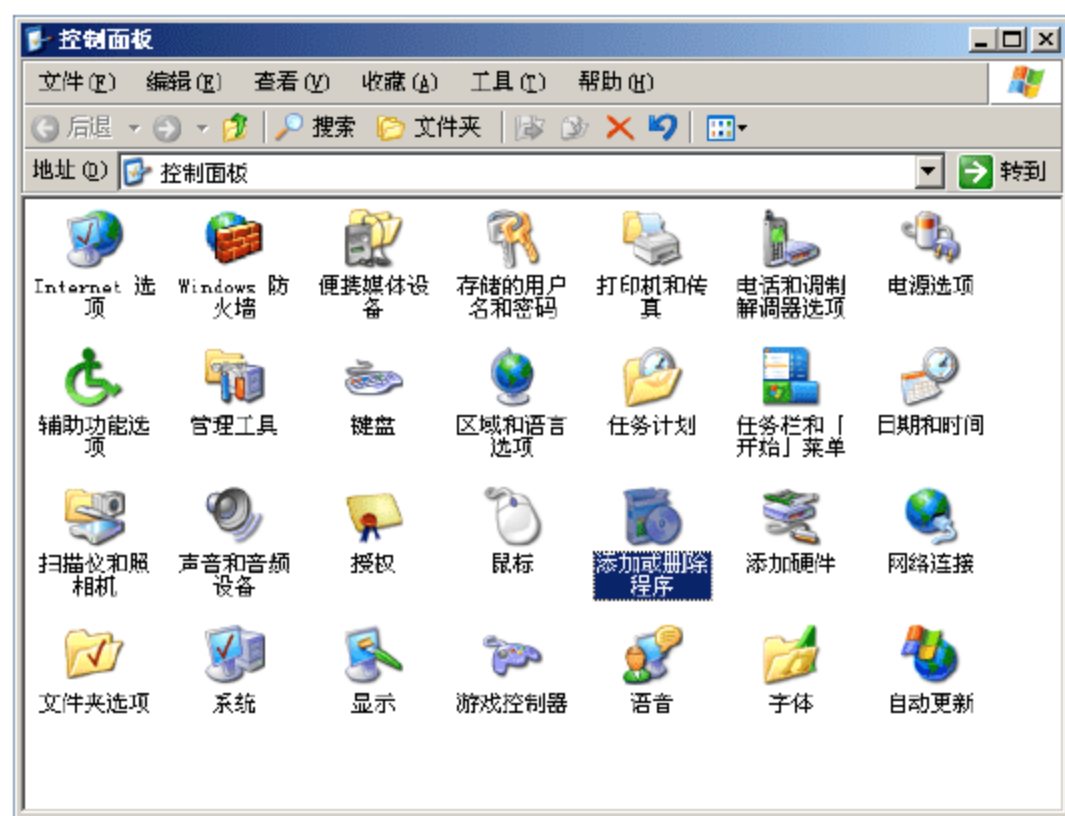 控制面板
文件(F) 编辑(E) 查看(V) 收藏(A) 工具(T) 帮助(H)
后退 搜索 文件夹
地址(D) 控制面板 转到
Internet 选项 Windows 防火墙 便携媒体设备 存储的用户名和密码 打印机和传真 电话和调制解调器选项 电源选项
辅助功能选项 管理工具 键盘 区域和语言选项 任务计划 任务栏和「开始」菜单 日期和时间
扫描仪和照相机 声音和音频设备 授权 鼠标 添加或删除程序 添加硬件 网络连接
文件夹选项 系统 显示 游戏控制器 语音 字体 自动更新